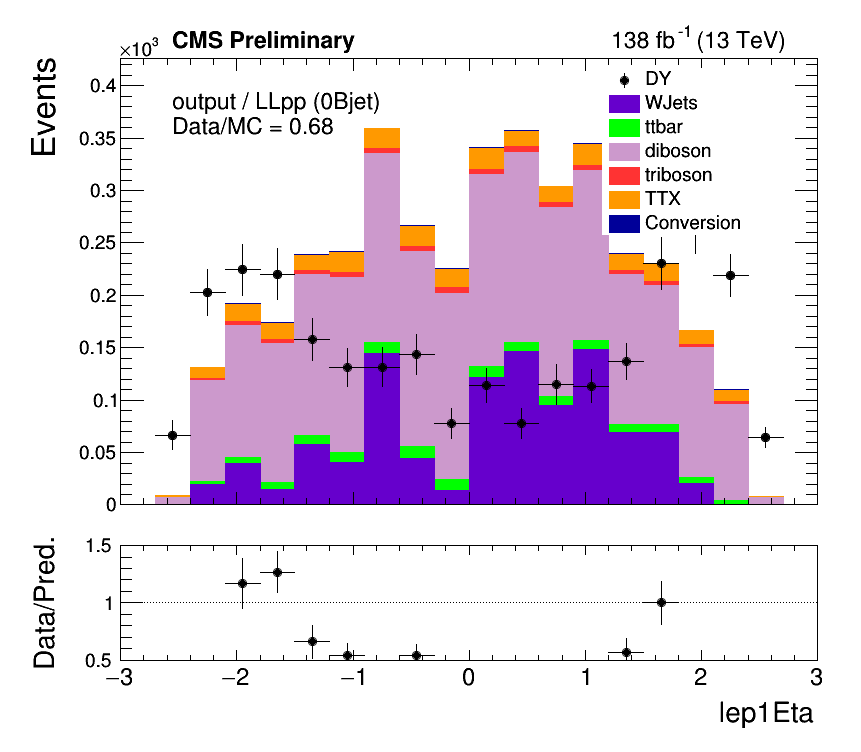 ×10³ CMS Preliminary 138 fb⁻¹ (13 TeV)
Events
output / LLpp (0Bjet)
Data/MC = 0.68
DY
WJets
ttbar
diboson
triboson
TTX
Conversion
0.4
0.35
0.3
0.25
0.2
0.15
0.1
0.05
0
Data/Pred.
1.5
1
0.5
−3 −2 −1 0 1 2 3
lep1Eta